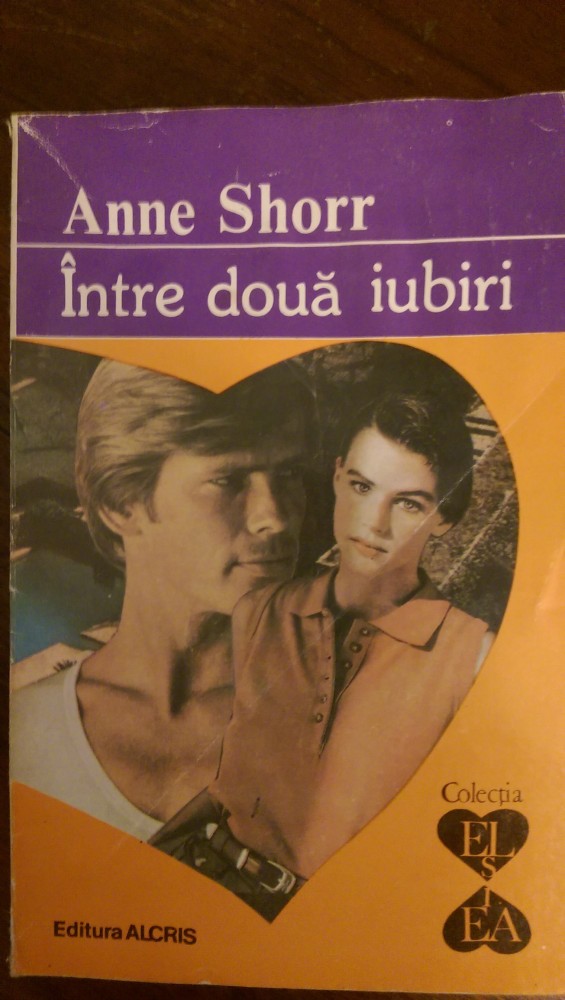 Anne Shorr
Între două iubiri
Colecția
EL
ȘI
EA
Editura ALCRIS